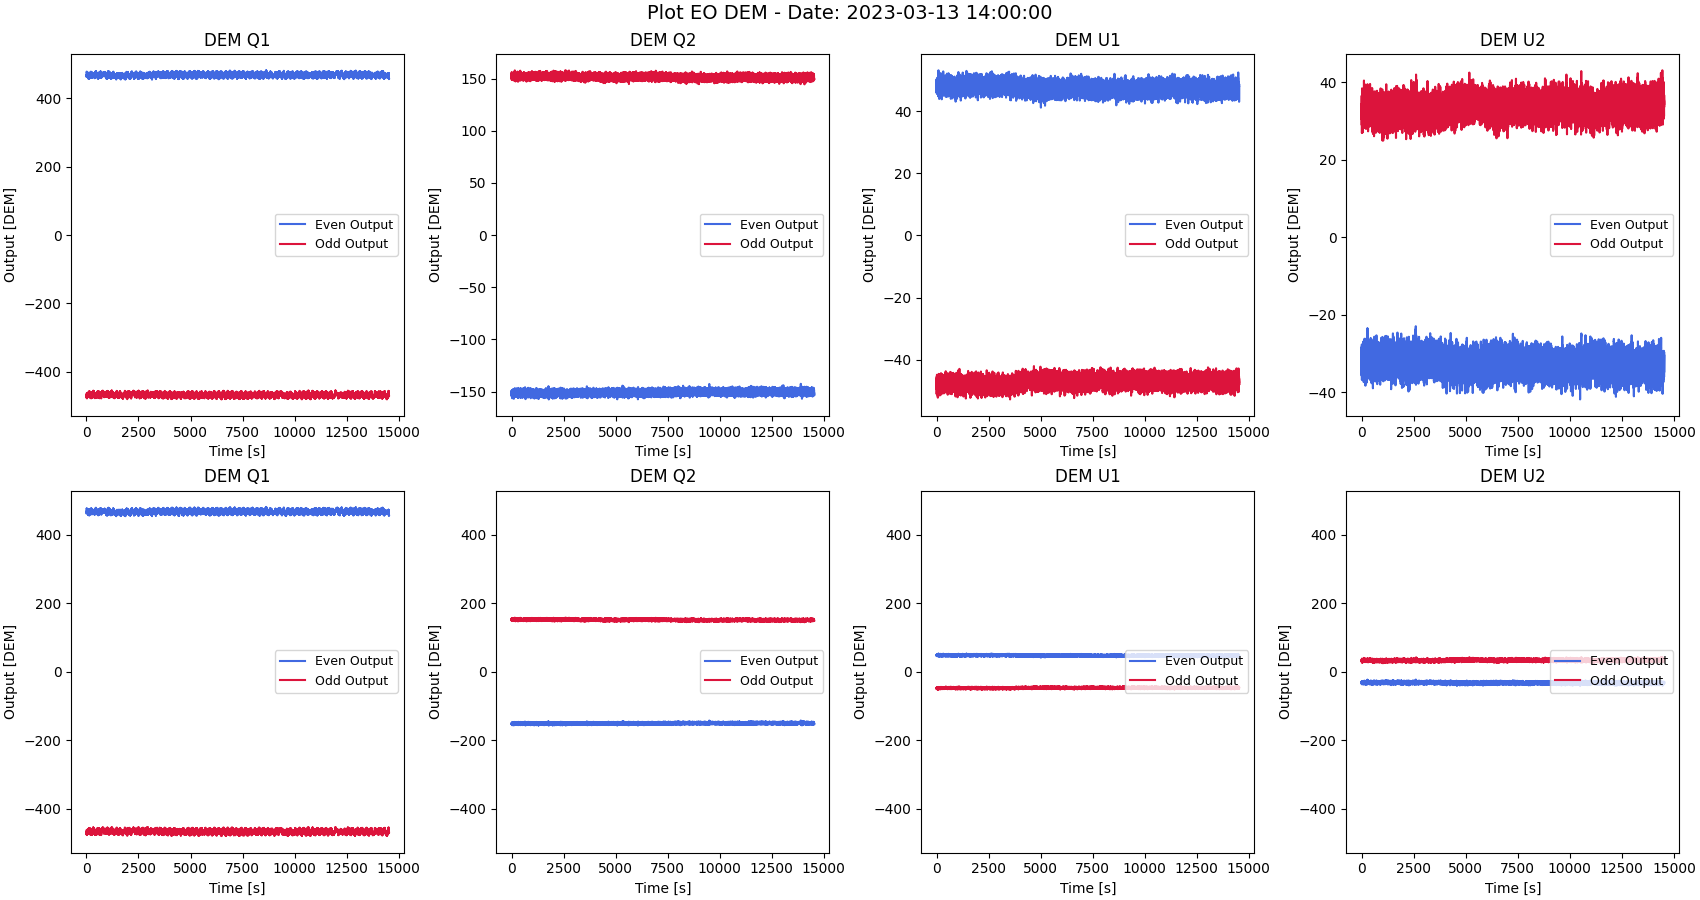 Plot EO DEM - Date: 2023-03-13 14:00:00
DEM Q1
Output [DEM]
400
200
0
−200
−400
Even Output
Odd Output
0 2500 5000 7500 10000 12500 15000
Time [s]
DEM Q2
Output [DEM]
150
100
50
0
−50
−100
−150
Even Output
Odd Output
0 2500 5000 7500 10000 12500 15000
Time [s]
DEM U1
Output [DEM]
40
20
0
−20
−40
Even Output
Odd Output
0 2500 5000 7500 10000 12500 15000
Time [s]
DEM U2
Output [DEM]
40
20
0
−20
−40
Even Output
Odd Output
0 2500 5000 7500 10000 12500 15000
Time [s]
DEM Q1
Output [DEM]
400
200
0
−200
−400
Even Output
Odd Output
0 2500 5000 7500 10000 12500 15000
Time [s]
DEM Q2
Output [DEM]
400
200
0
−200
−400
Even Output
Odd Output
0 2500 5000 7500 10000 12500 15000
Time [s]
DEM U1
Output [DEM]
400
200
0
−200
−400
Even Output
Odd Output
0 2500 5000 7500 10000 12500 15000
Time [s]
DEM U2
Output [DEM]
400
200
0
−200
−400
Even Output
Odd Output
0 2500 5000 7500 10000 12500 15000
Time [s]